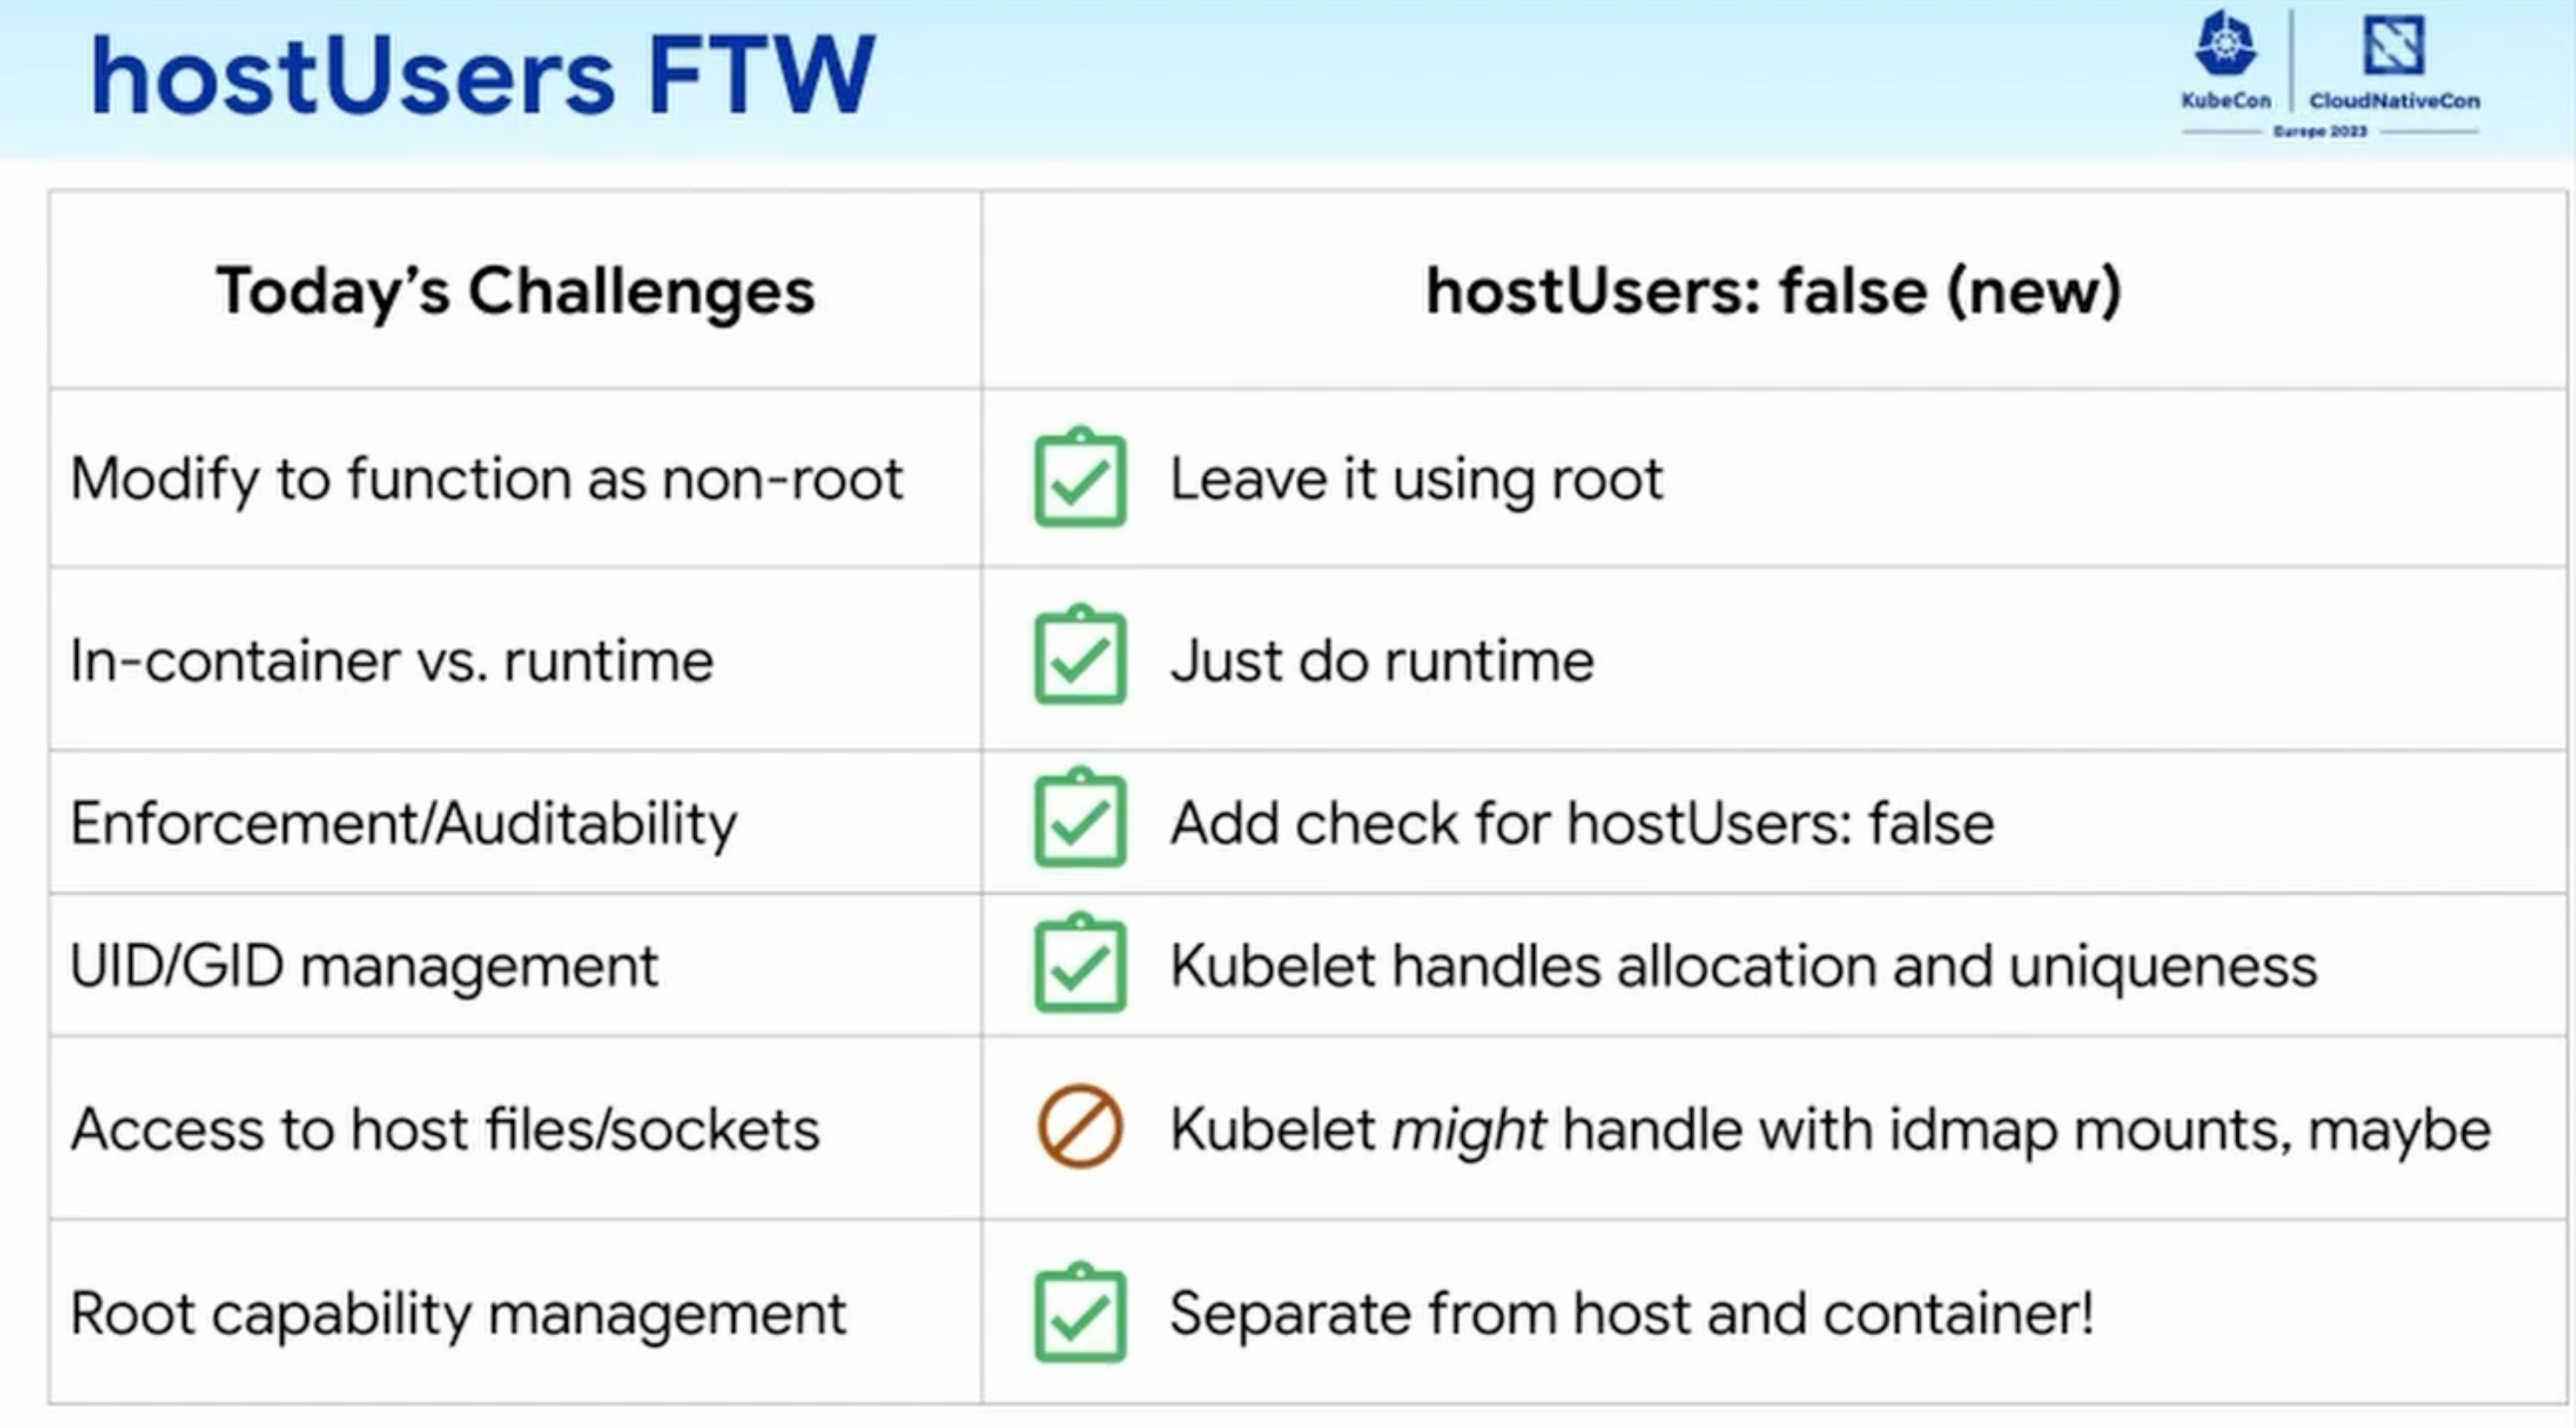 hostUsers FTW
KubeCon
CloudNativeCon
Europe 2023
Today’s Challenges
hostUsers: false (new)
Modify to function as non-root
Leave it using root
In-container vs. runtime
Just do runtime
Enforcement/Auditability
Add check for hostUsers: false
UID/GID management
Kubelet handles allocation and uniqueness
Access to host files/sockets
Kubelet might handle with idmap mounts, maybe
Root capability management
Separate from host and container!